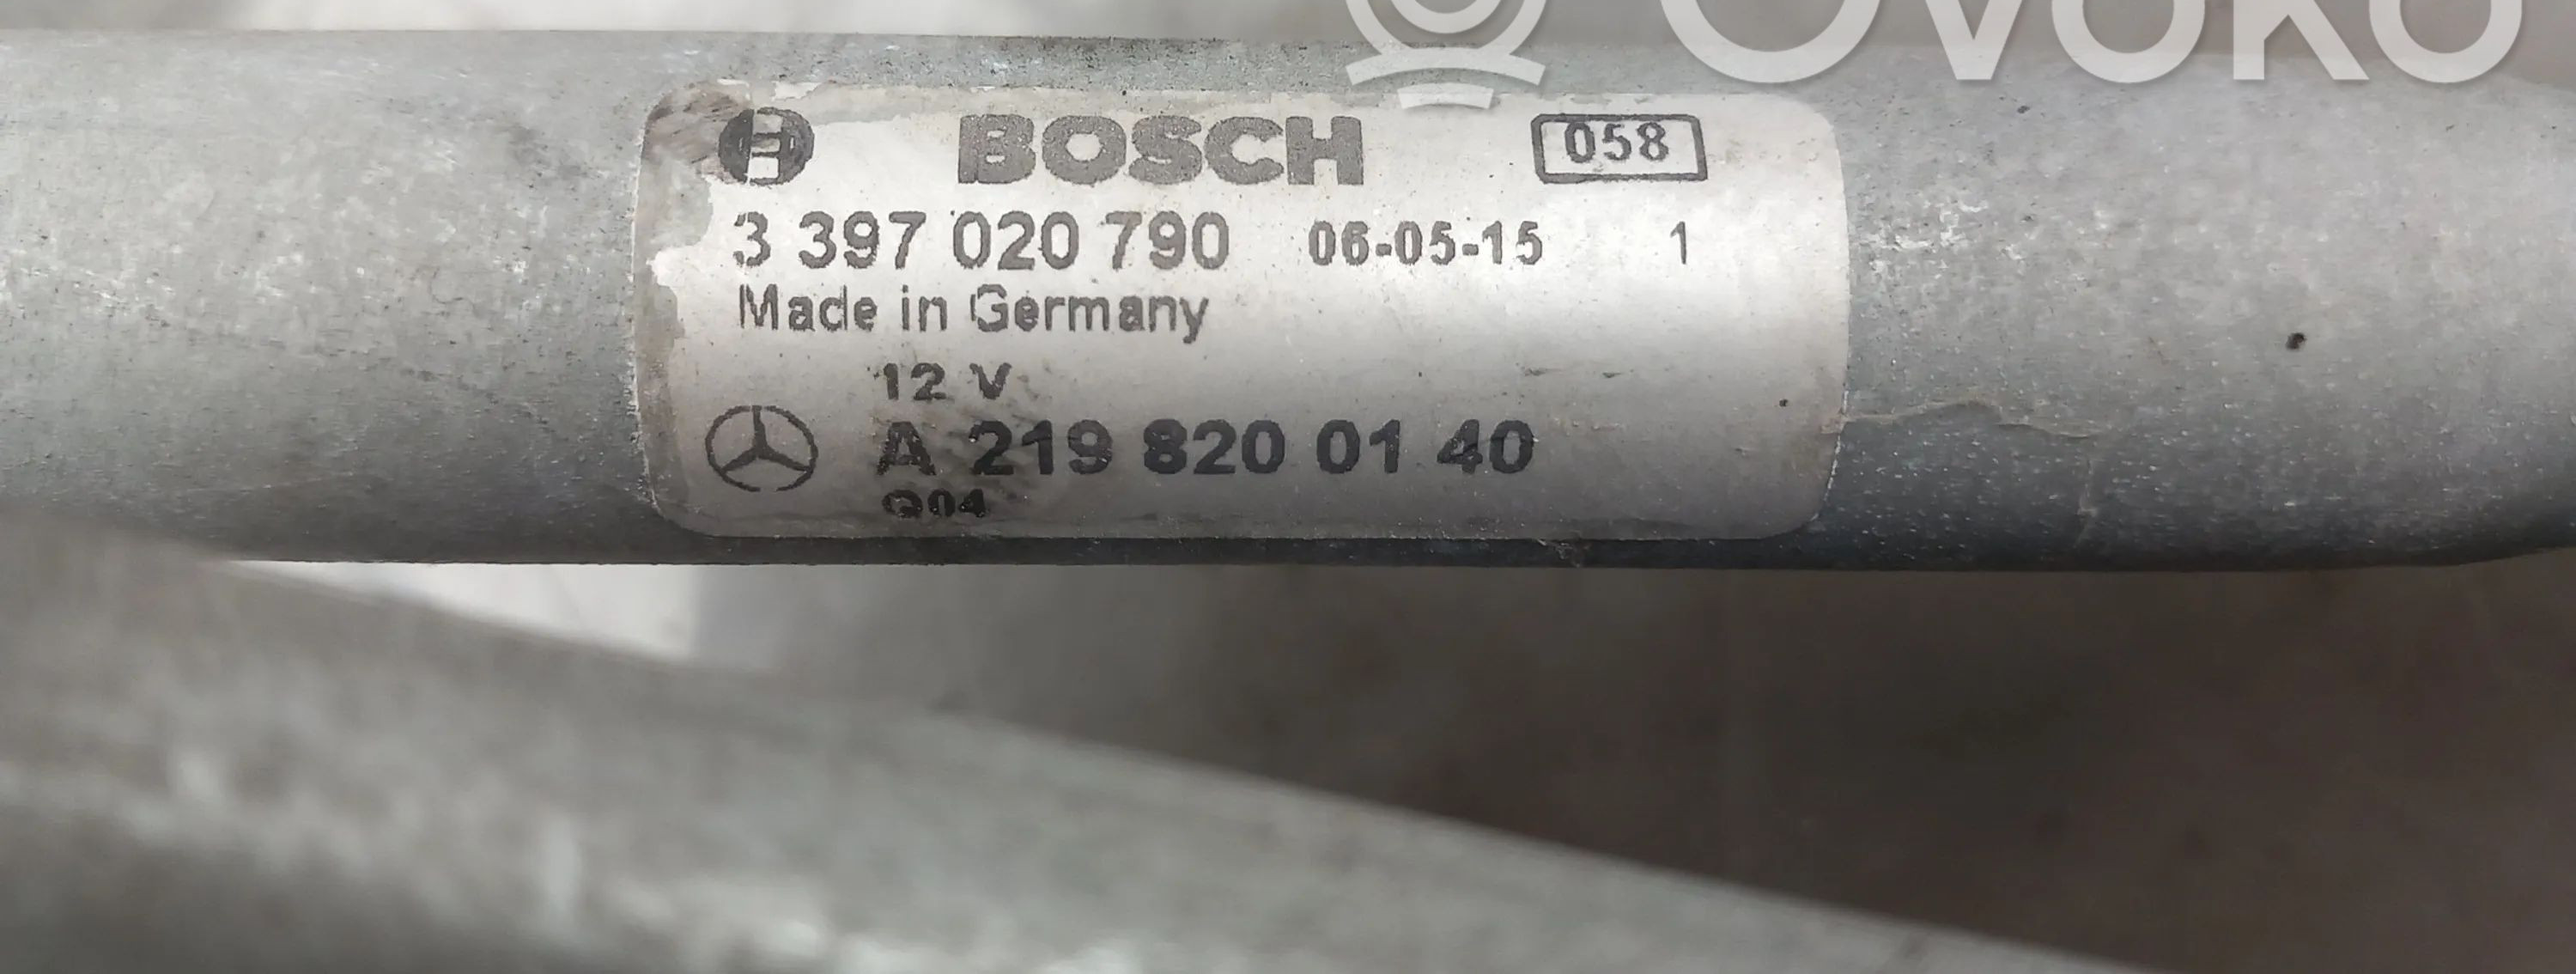 OVOKO
BOSCH 058
3 397 020 790 06-05-15 1
Made in Germany
12 V
A 219 820 01 40
Q04